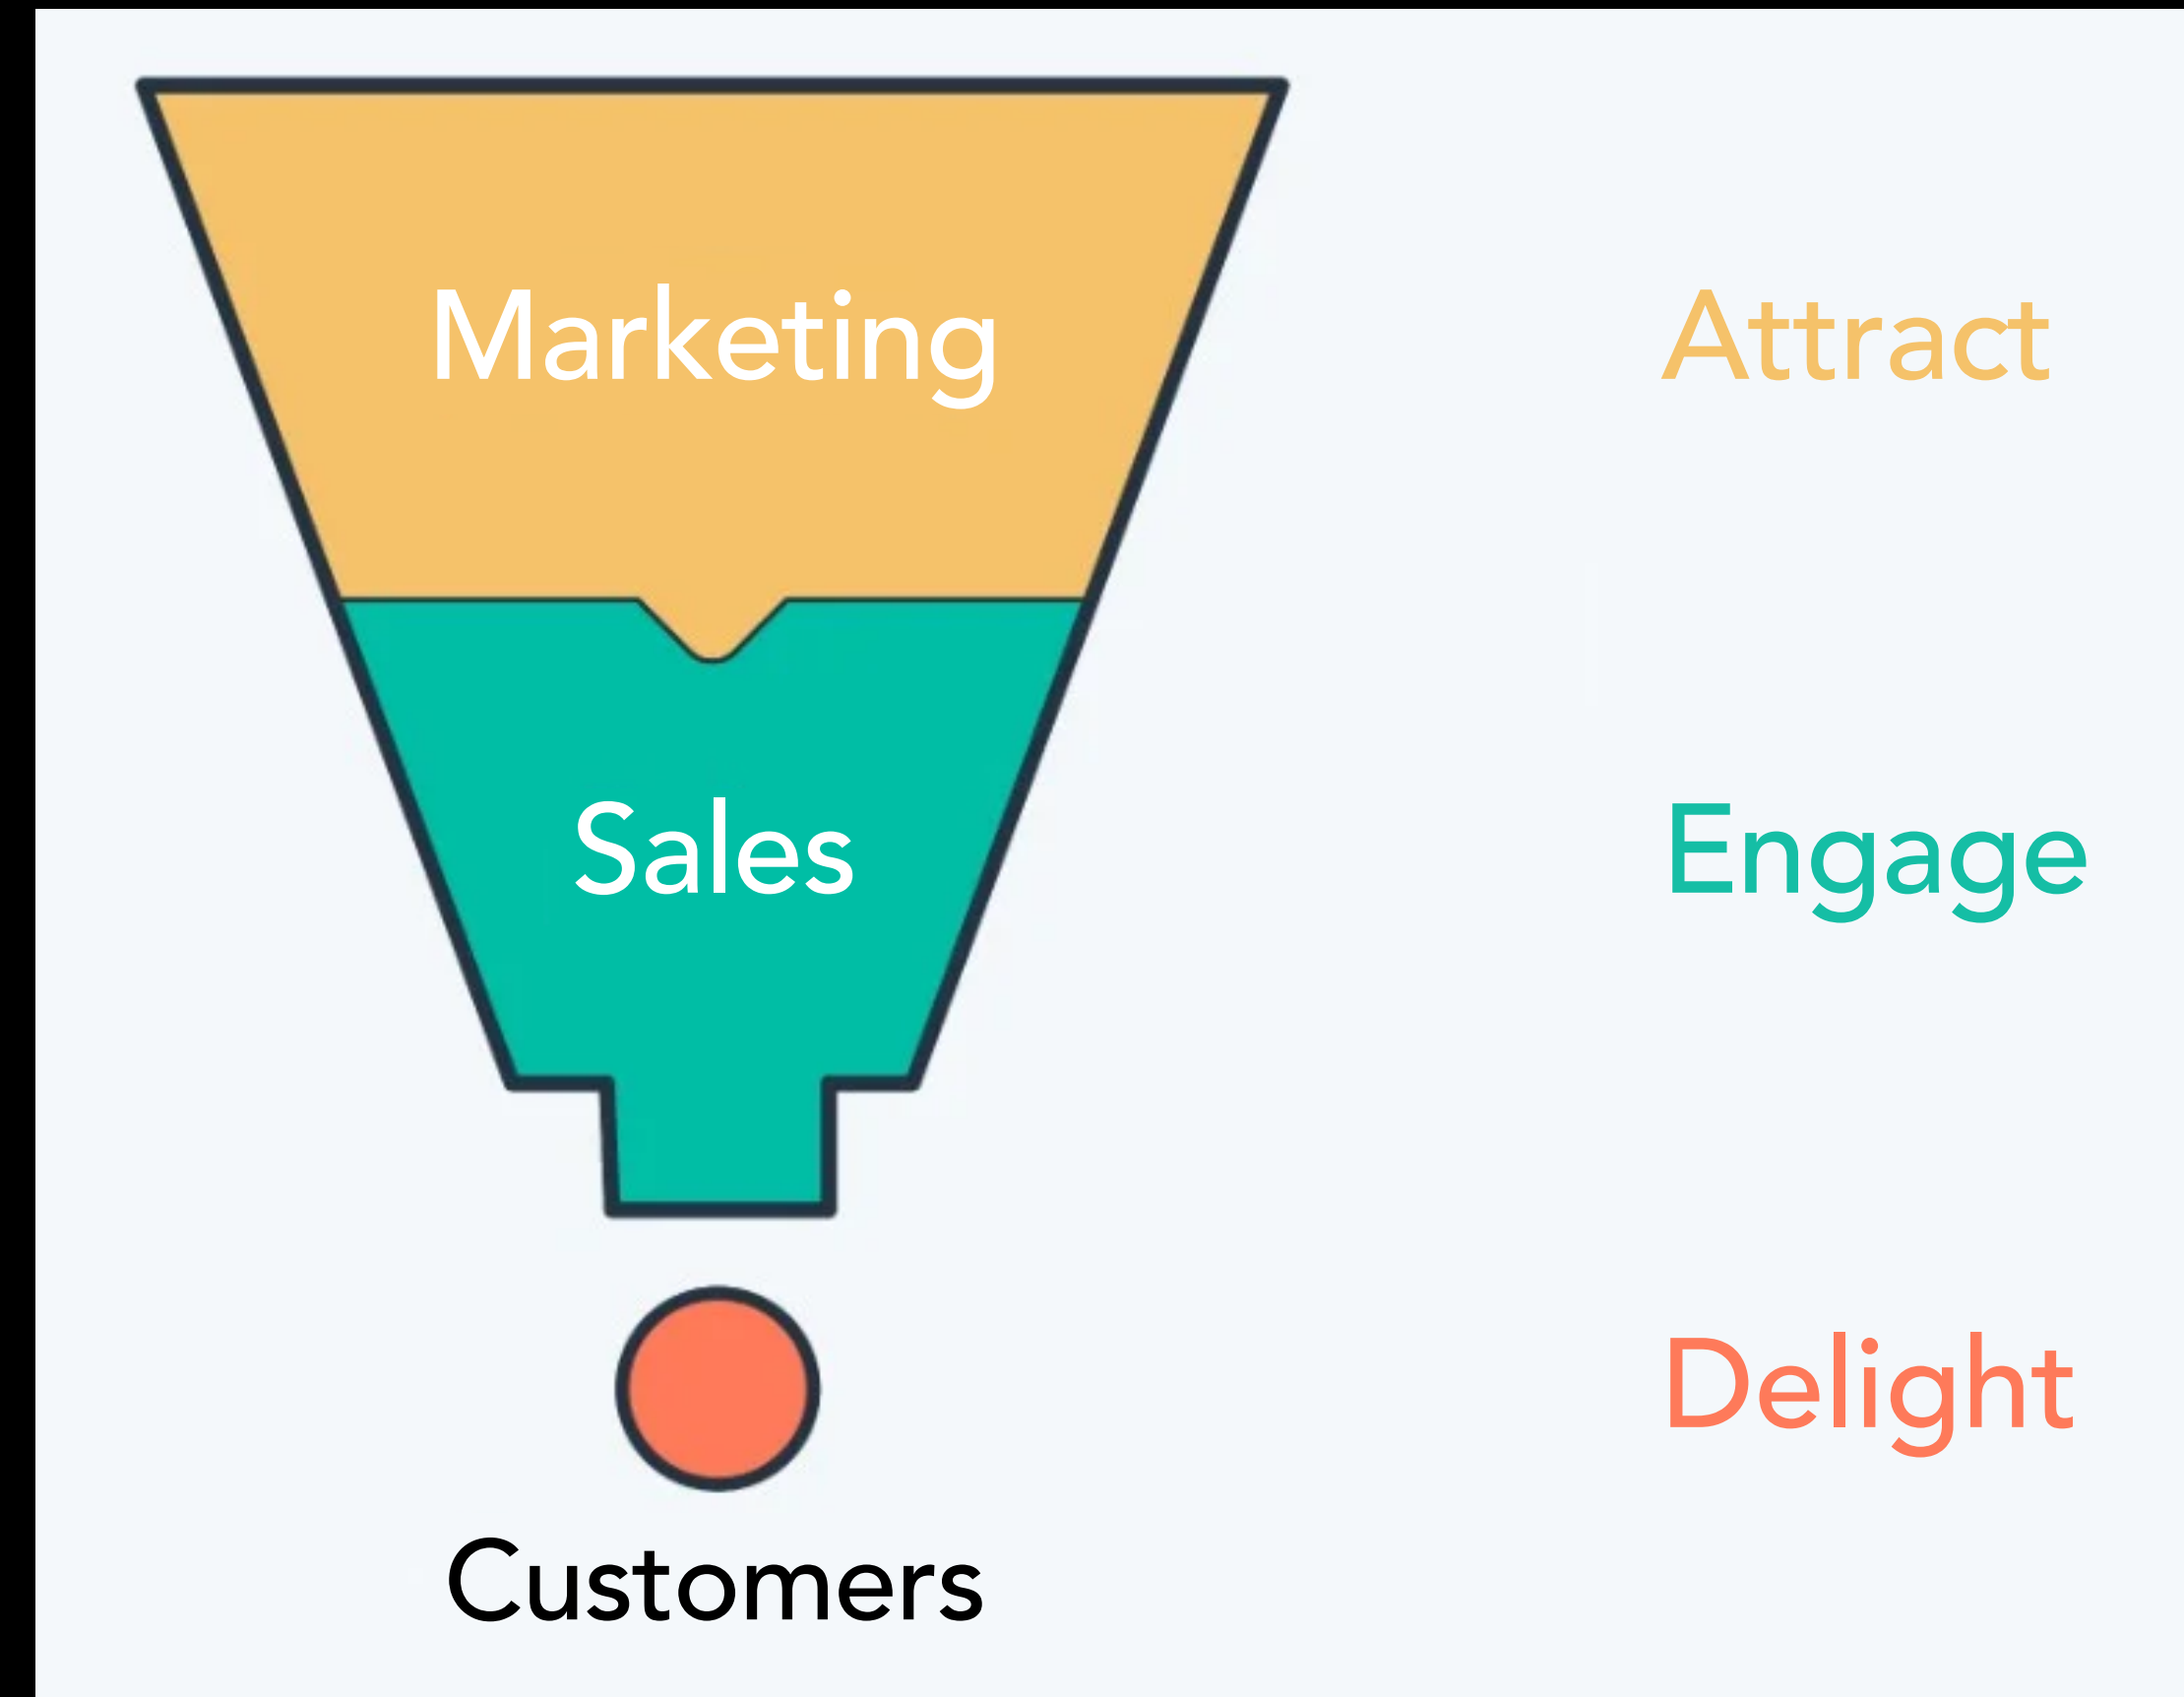 Marketing
Attract
Sales
Engage
Delight
Customers